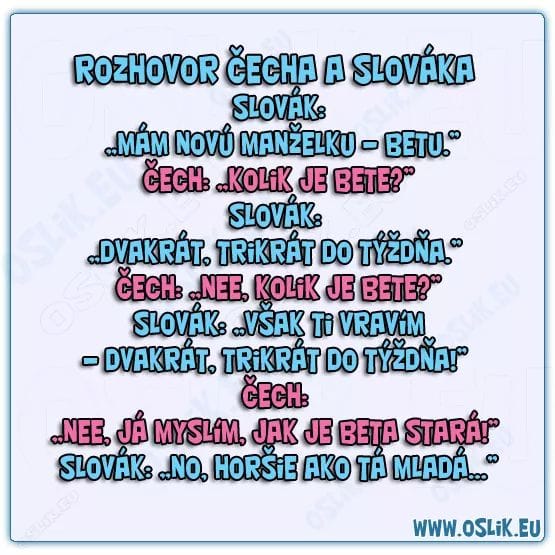 ROZHOVOR ČECHA A SLOVÁKA
SLOVÁK:
„MÁM NOVÚ MANŽELKU – BETU."
ČECH: „KOLIK JE BETE?"
SLOVÁK:
„DVAKRÁT, TRIKRÁT DO TÝŽDŇA."
ČECH: „NEE, KOLIK JE BETE?"
SLOVÁK: „VŠAK TI VRAVÍM
– DVAKRÁT, TRIKRÁT DO TÝŽDŇA!"
ČECH:
„NEE, JÁ MYSLÍM, JAK JE BETA STARÁ!"
SLOVÁK: „NO, HORŠIE AKO TÁ MLADÁ..."
WWW.OSLiK.EU